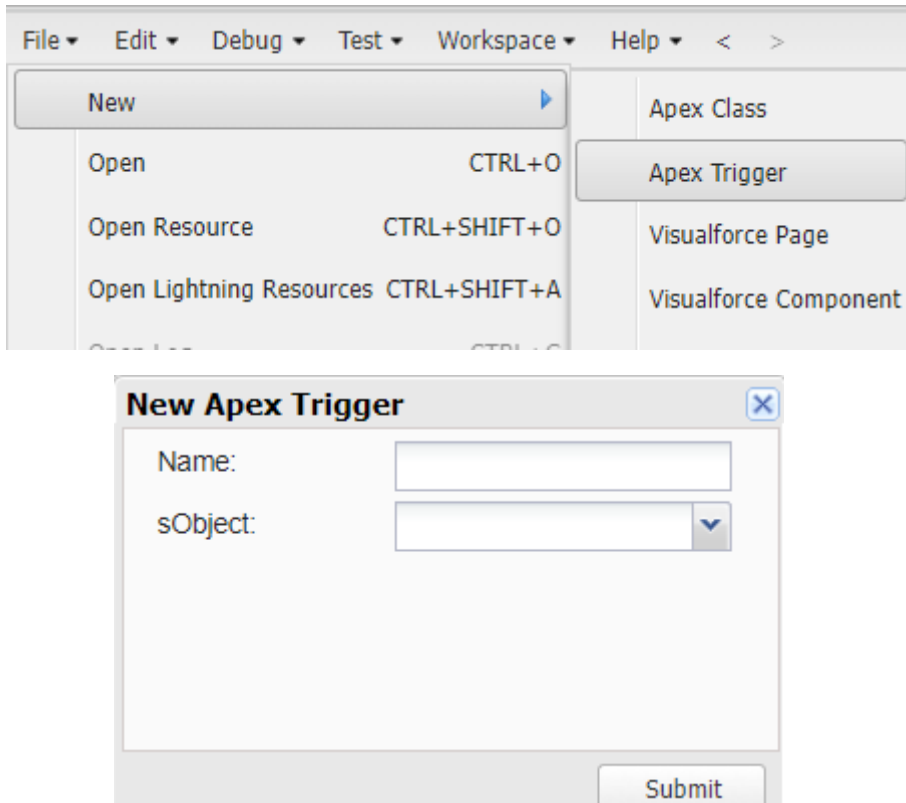 File Edit Debug Test Workspace Help < >
New Apex Class
Open CTRL+O Apex Trigger
Open Resource CTRL+SHIFT+O Visualforce Page
Open Lightning Resources CTRL+SHIFT+A Visualforce Component
New Apex Trigger
Name:
sObject:
Submit